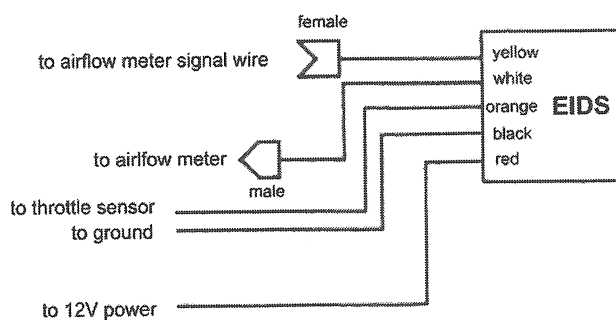 female
to airflow meter signal wire
yellow
white
orange
EIDS
black
to airlfow meter
red
male
to throttle sensor
to ground
to 12V power